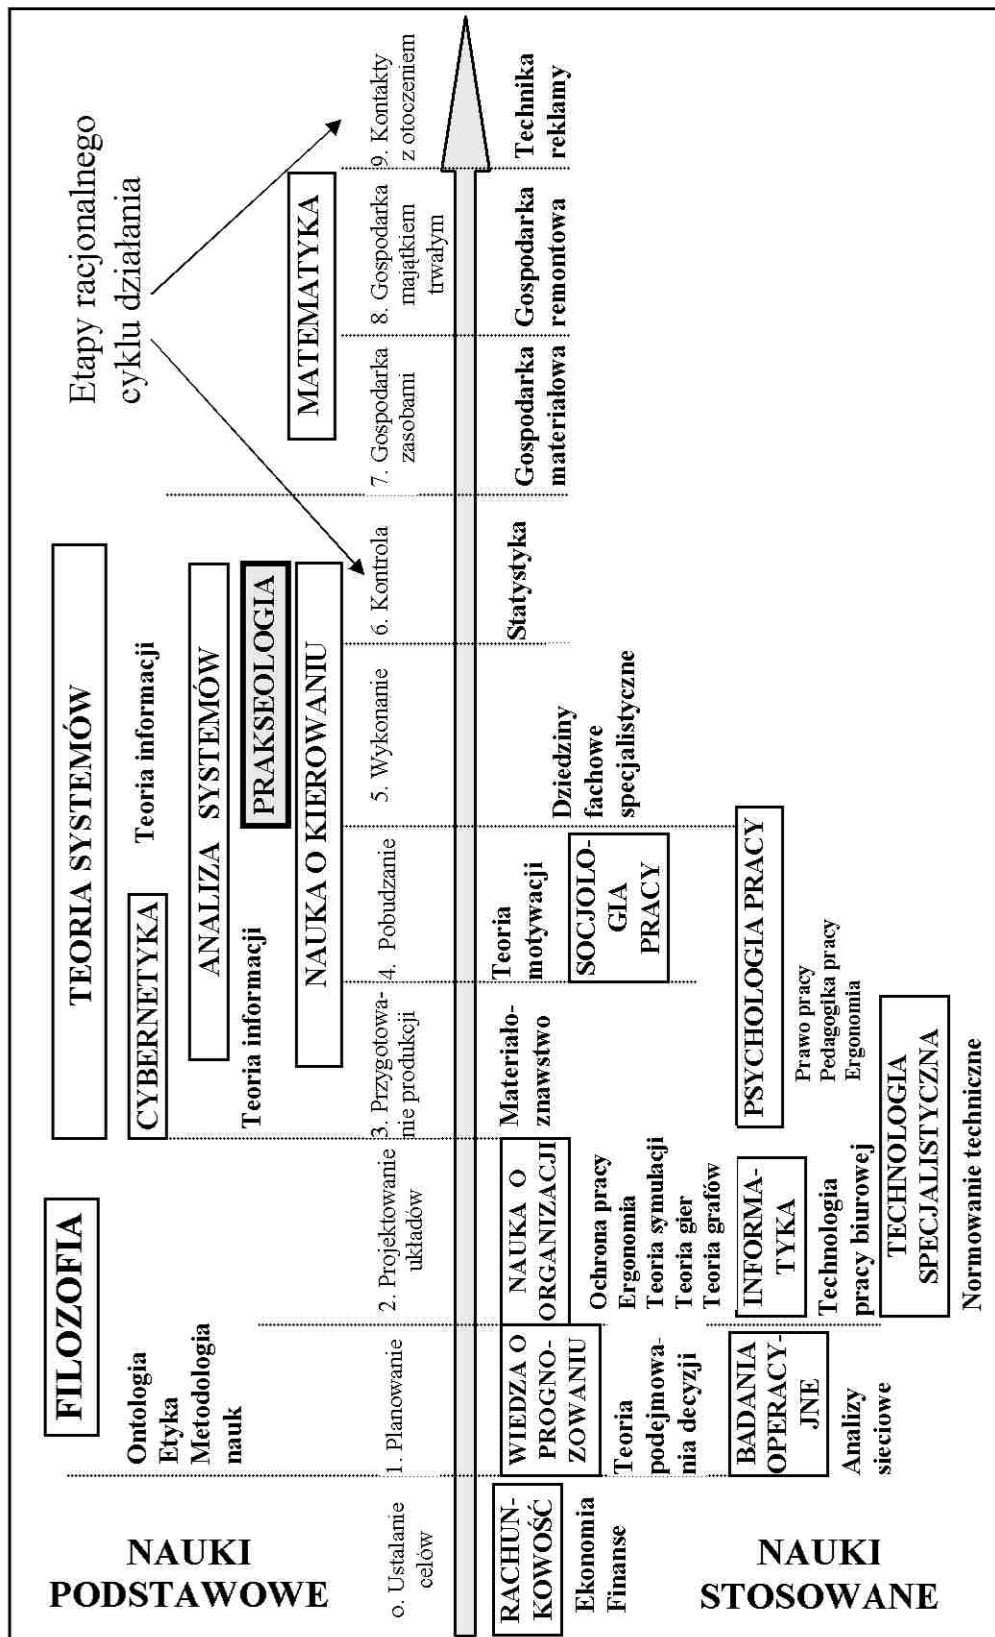 Etapy racjonalnego
cyklu działania
TEORIA SYSTEMÓW
FILOZOFIA
CYBERNETYKA
Teoria informacji
Ontologia
Etyka
Metodologia
nauk
ANALIZA SYSTEMÓW
Teoria informacji
PRAKSEOLOGIA
NAUKA O KIEROWANIU
MATEMATYKA
NAUKI
PODSTAWOWE
o. Ustalanie
celów
1. Planowanie
2. Projektowanie
układów
3. Przygotowa-
nie produkcji
4. Pobudzanie
5. Wykonanie
6. Kontrola
7. Gospodarka
zasobami
8. Gospodarka
majątkiem
trwałym
9. Kontakty
z otoczeniem
RACHUN-
KOWOŚĆ
Ekonomia
Finanse
WIEDZA O
PROGNO-
ZOWANIU
Teoria
podejmowa-
nia decyzji
BADANIA
OPERACY-
JNE
Analizy
sieciowe
NAUKA O
ORGANIZACJI
Ochrona pracy
Ergonomia
Teoria symulacji
Teoria gier
Teoria grafów
INFORMA-
TYKA
Technologia
pracy biurowej
TECHNOLOGIA
SPECJALISTYCZNA
Normowanie techniczne
Materiało-
znawstwo
Teoria
motywacji
SOCJOLO-
GIA
PRACY
PSYCHOLOGIA PRACY
Prawo pracy
Pedagogika pracy
Ergonomia
Dziedziny
fachowe
specjalistyczne
Statystyka
Gospodarka
materiałowa
Gospodarka
remontowa
Technika
reklamy
NAUKI
STOSOWANE